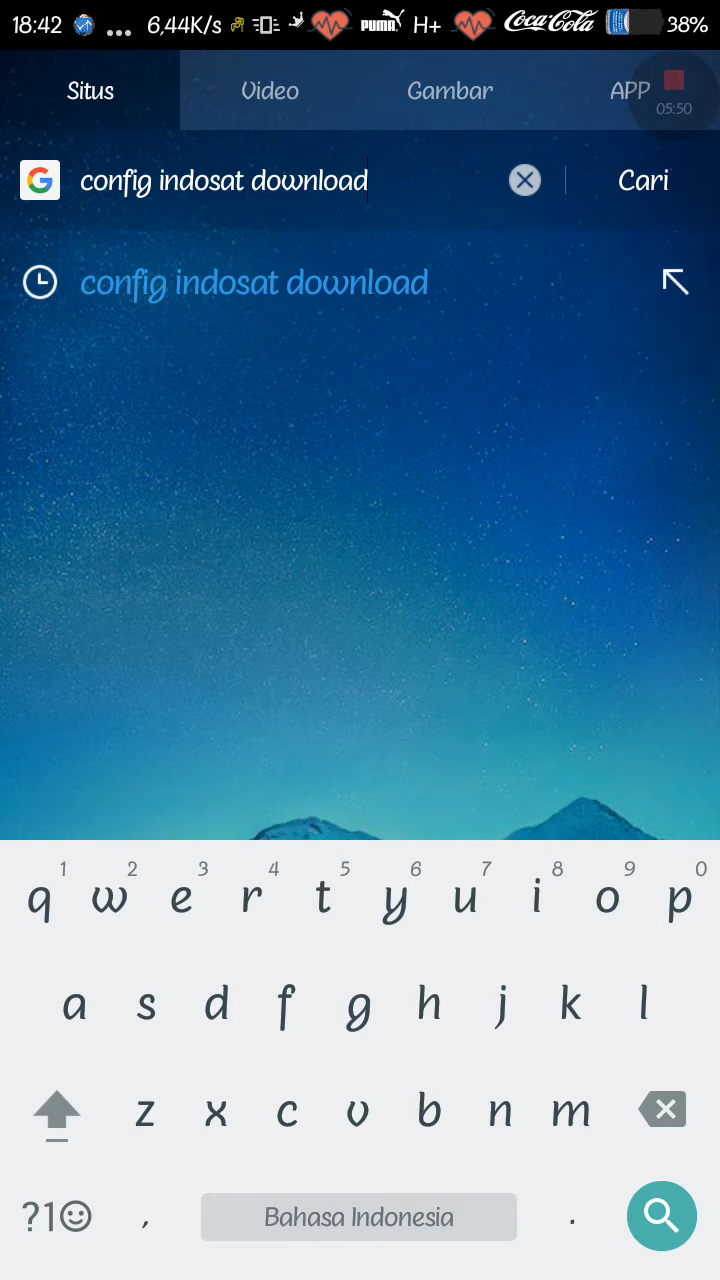 18:42 ... 6,44K/s PUMA H+ Coca-Cola 38%
Situs Video Gambar APP
05:50
config indosat download Cari
config indosat download
1 2 3 4 5 6 7 8 9 0
q w e r t y u i o p
a s d f g h j k l
z x c v b n m
?1☺ , Bahasa Indonesia .